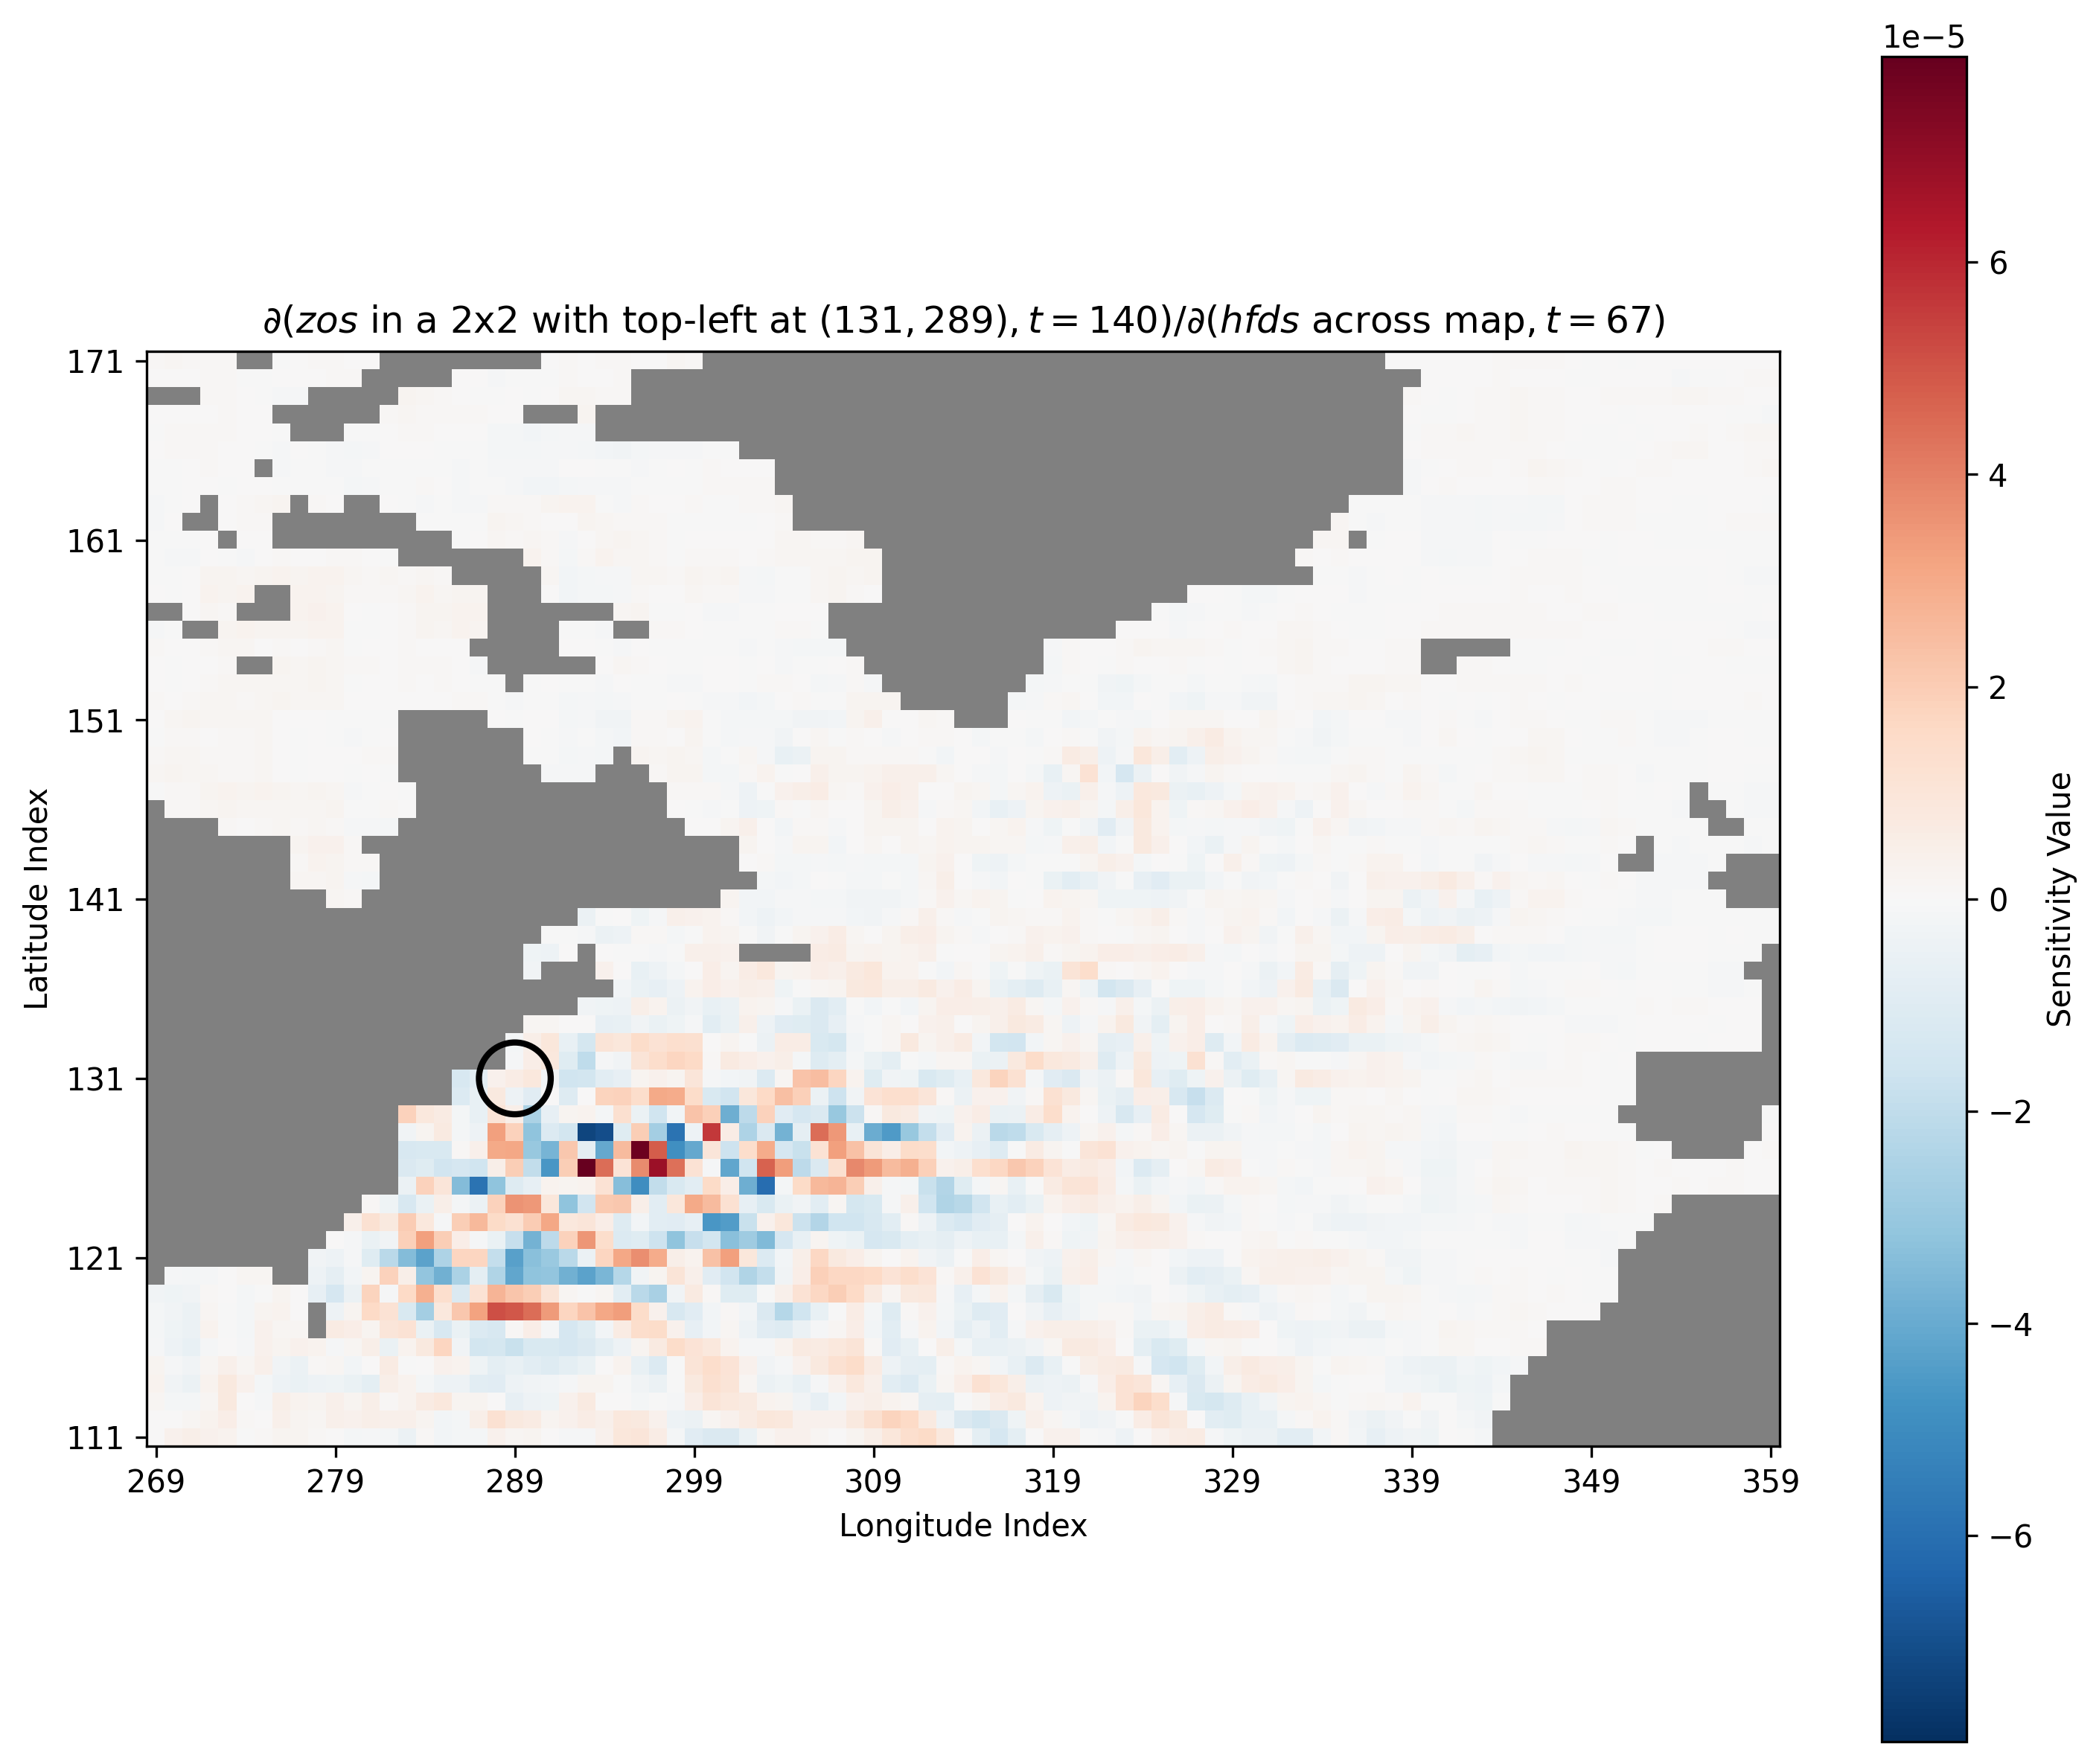 1e−5
∂(zos in a 2x2 with top-left at (131, 289), t = 140)/∂(hfds across map, t = 67)
171
161
151
141
131
121
111
Latitude Index
269 279 289 299 309 319 329 339 349 359
Longitude Index
6
4
2
0
−2
−4
−6
Sensitivity Value